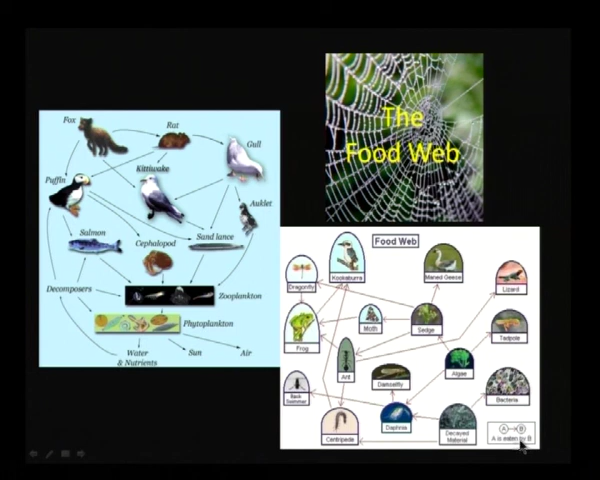 The
Food Web
Fox
Rat
Gull
Puffin
Kittiwake
Auklet
Salmon
Cephalopod
Sand lance
Decomposers
Zooplankton
Phytoplankton
Water
& Nutrients
Sun
Air
Food Web
Kookaburra
Maned Geese
Dragonfly
Lizard
Frog
Moth
Sedge
Tadpole
Ant
Algae
Damselfly
Back
Swimmer
Bacteria
Daphnia
Decayed
Material
Centripede
A
B
A is eaten by B